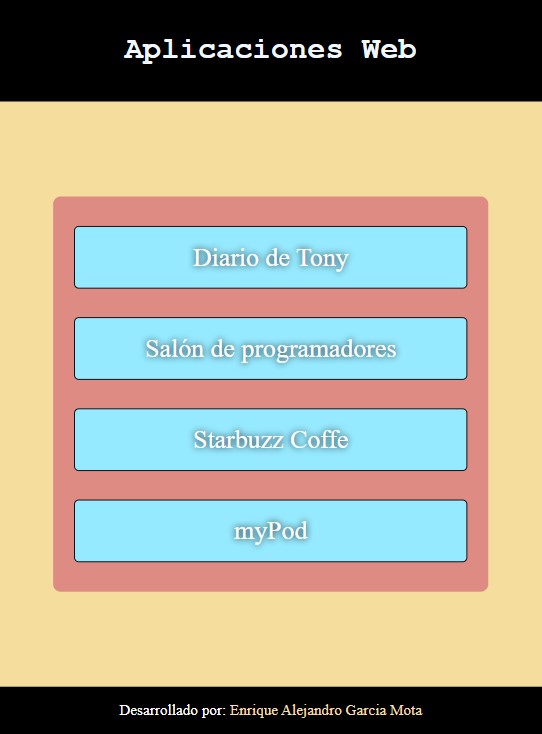 Aplicaciones Web
Diario de Tony
Salón de programadores
Starbuzz Coffe
myPod
Desarrollado por: Enrique Alejandro Garcia Mota